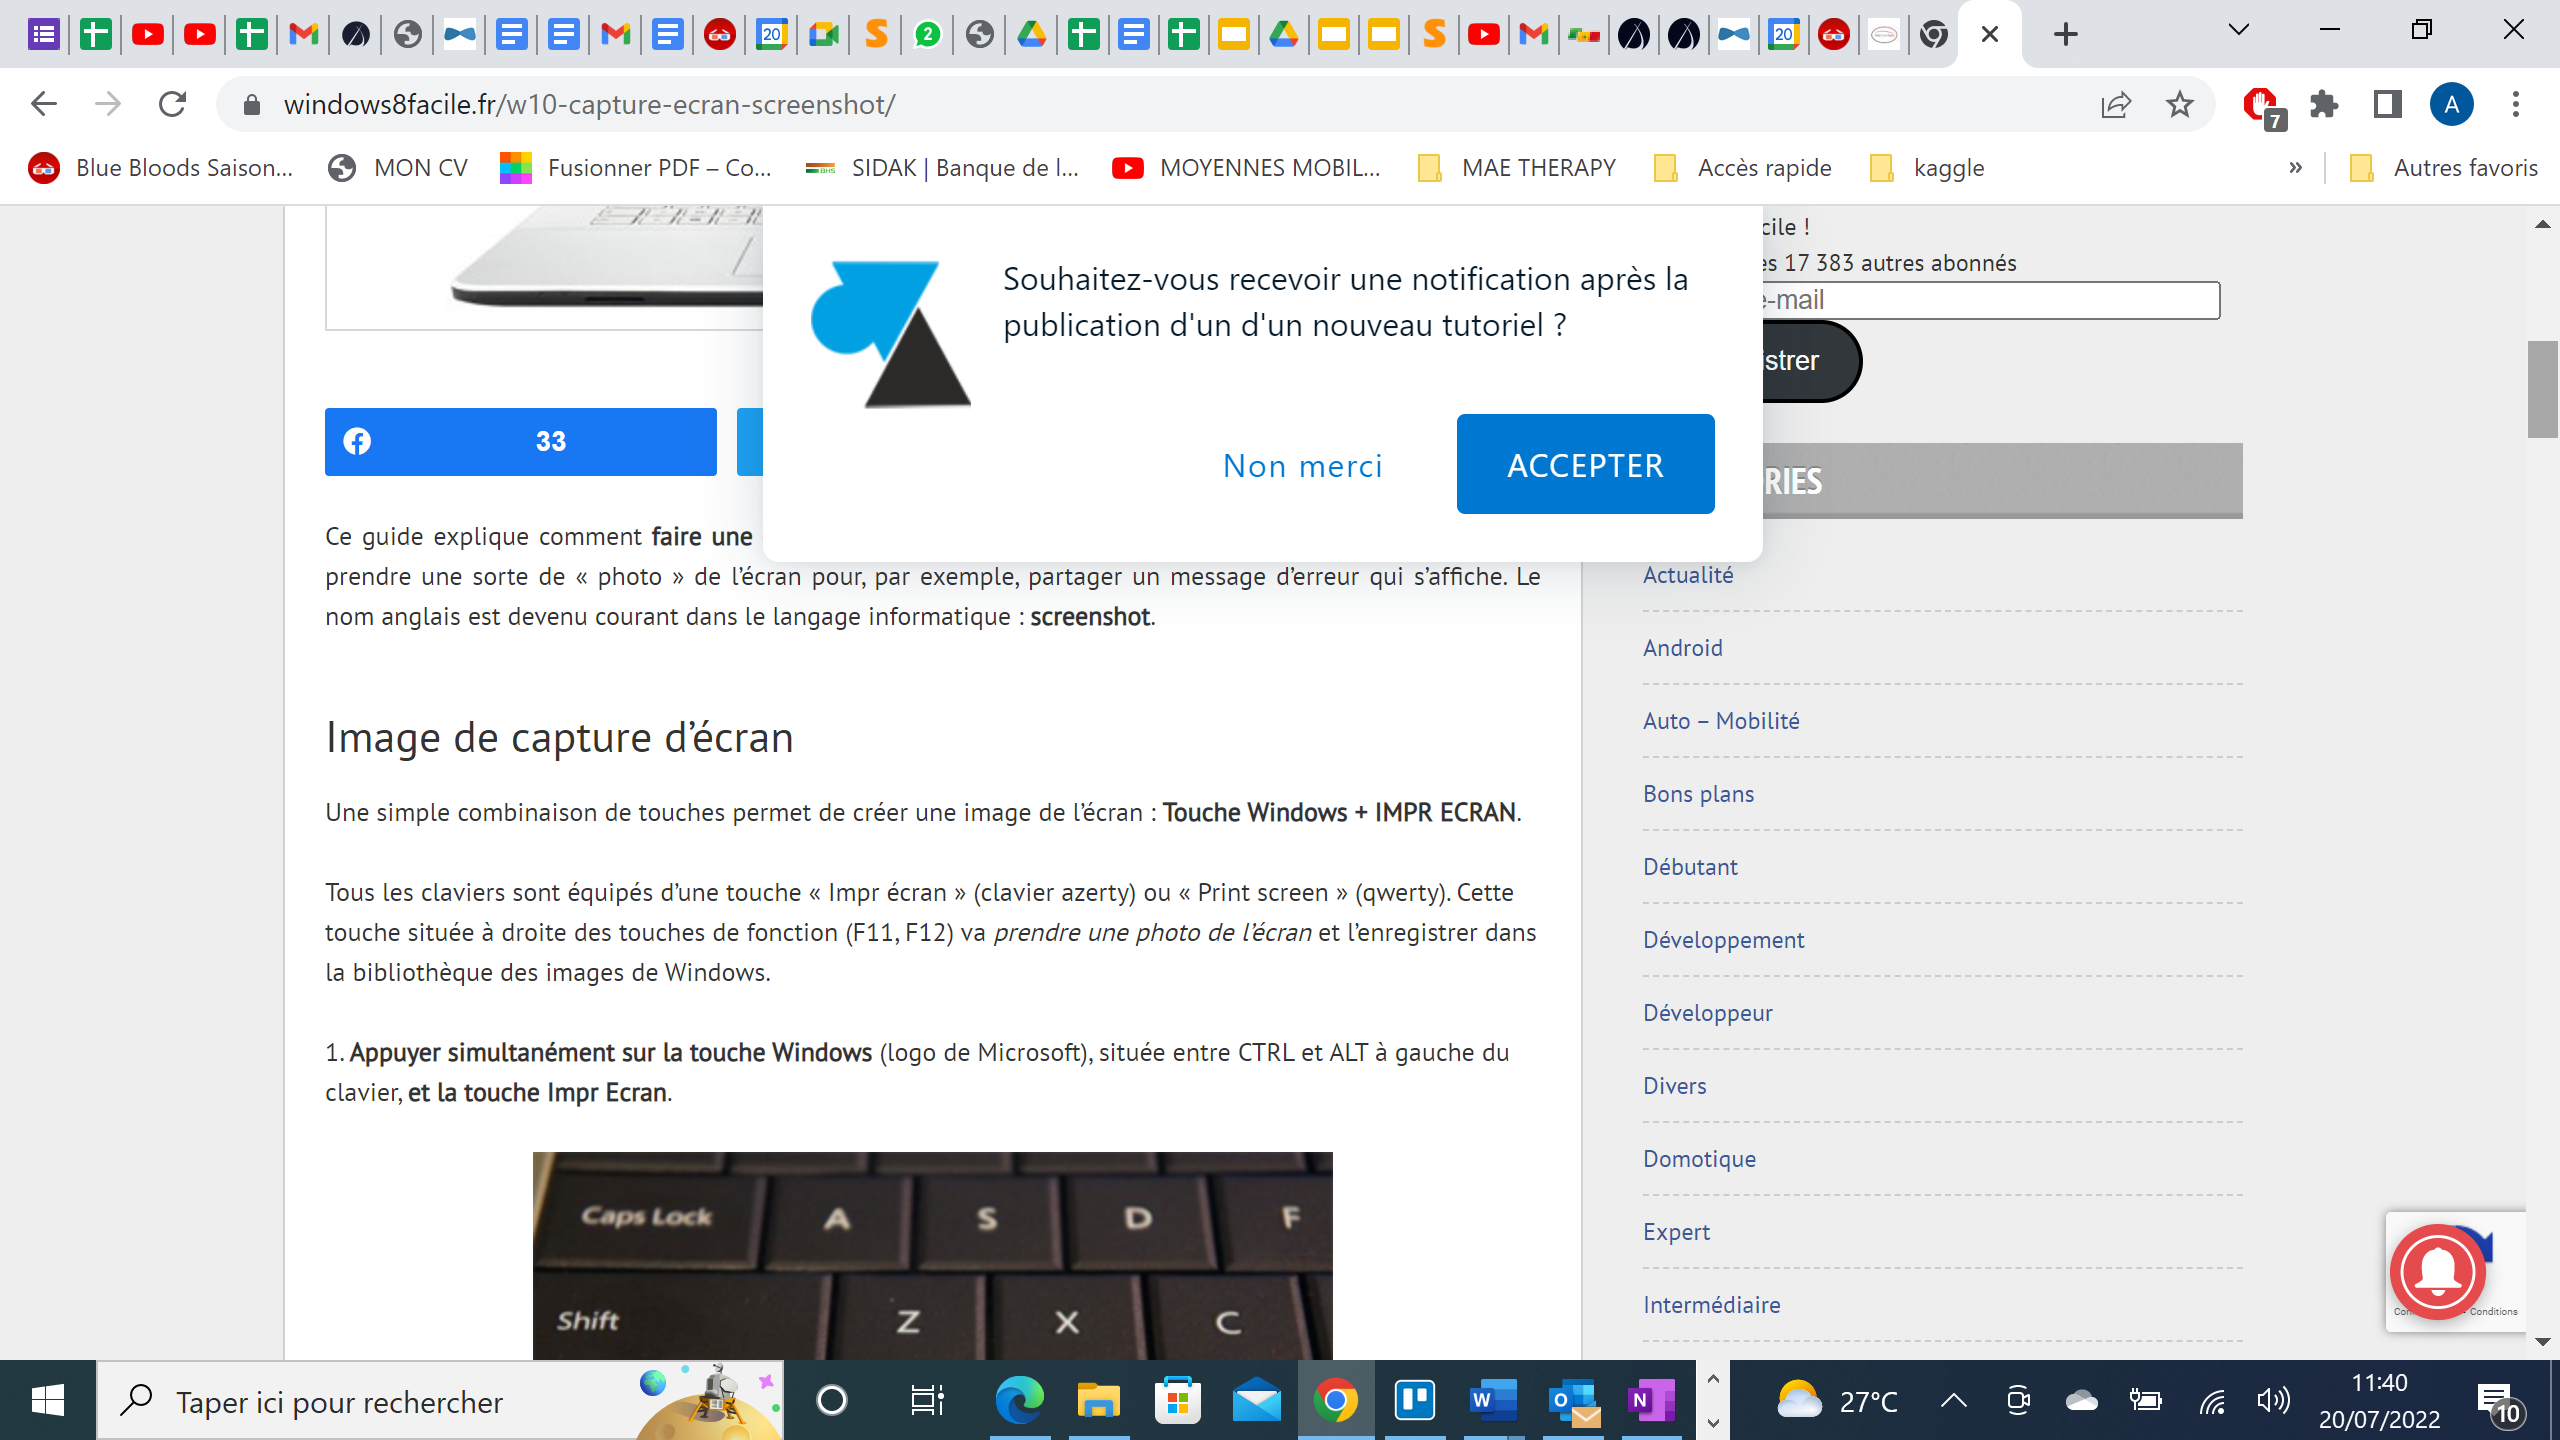 windows8facile.fr/w10-capture-ecran-screenshot/
7
A
Blue Bloods Saison...
MON CV
Fusionner PDF – Co...
SIDAK | Banque de l...
MOYENNES MOBIL...
MAE THERAPY
Accès rapide
kaggle
»
Autres favoris
Souhaitez-vous recevoir une notification après la
publication d'un d'un nouveau tutoriel ?
Non merci
ACCEPTER
33
Ce guide explique comment faire une
prendre une sorte de « photo » de l’écran pour, par exemple, partager un message d’erreur qui s’affiche. Le
nom anglais est devenu courant dans le langage informatique : screenshot.
Image de capture d’écran
Une simple combinaison de touches permet de créer une image de l’écran : Touche Windows + IMPR ECRAN.
Tous les claviers sont équipés d’une touche « Impr écran » (clavier azerty) ou « Print screen » (qwerty). Cette
touche située à droite des touches de fonction (F11, F12) va prendre une photo de l’écran et l’enregistrer dans
la bibliothèque des images de Windows.
1. Appuyer simultanément sur la touche Windows (logo de Microsoft), située entre CTRL et ALT à gauche du
clavier, et la touche Impr Ecran.
Caps Lock A S D F
Shift Z X C
cile !
es 17 383 autres abonnés
e-mail
strer
RIES
Actualité
Android
Auto – Mobilité
Bons plans
Débutant
Développement
Développeur
Divers
Domotique
Expert
Intermédiaire
Conditions
Taper ici pour rechercher
27°C
11:40
20/07/2022
10